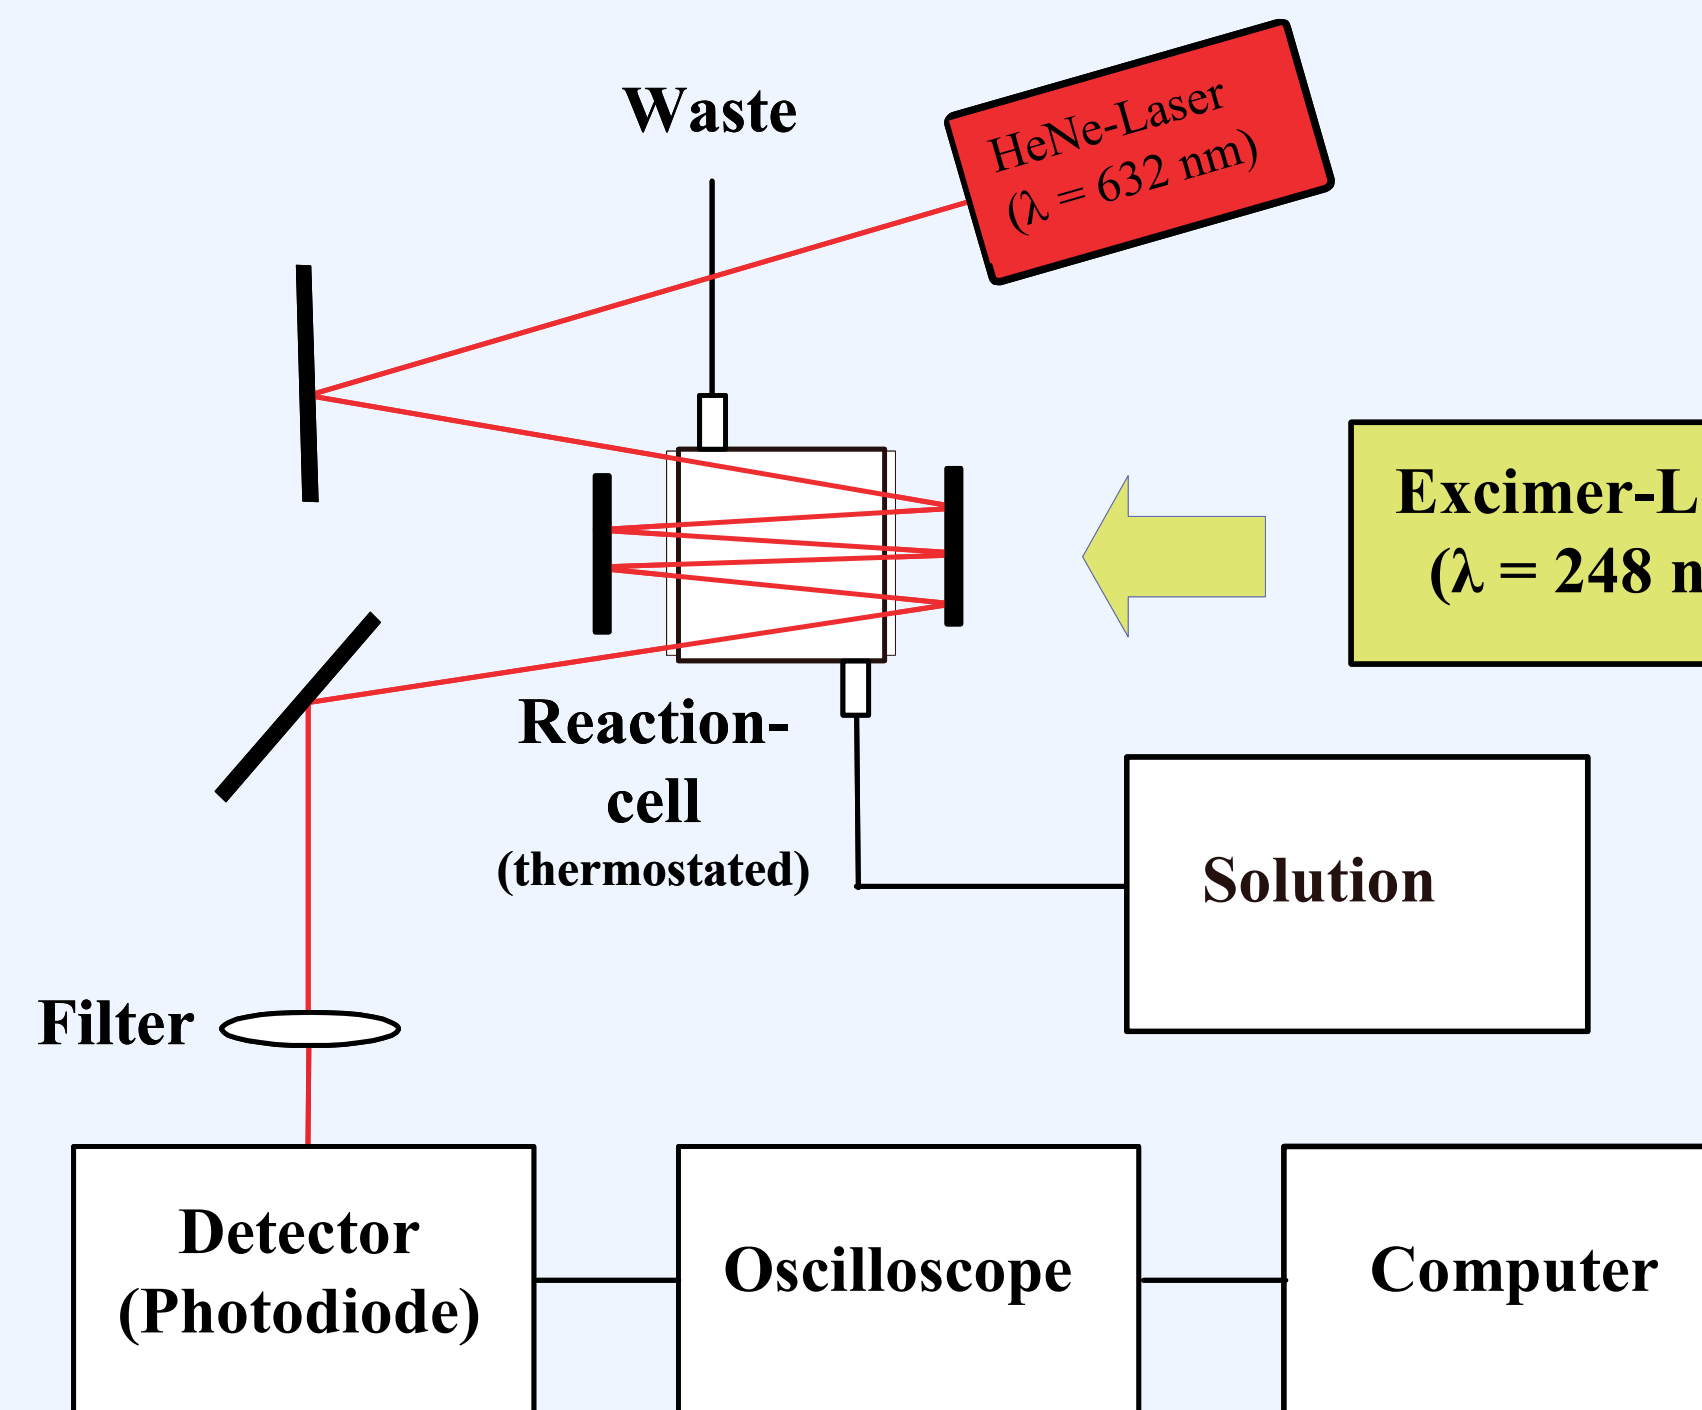 HeNe-Laser
(λ = 632 nm)
Waste
Excimer-L
(λ = 248 n
Reaction-
cell
(thermostated)
Solution
Filter
Detector
(Photodiode)
Oscilloscope
Computer